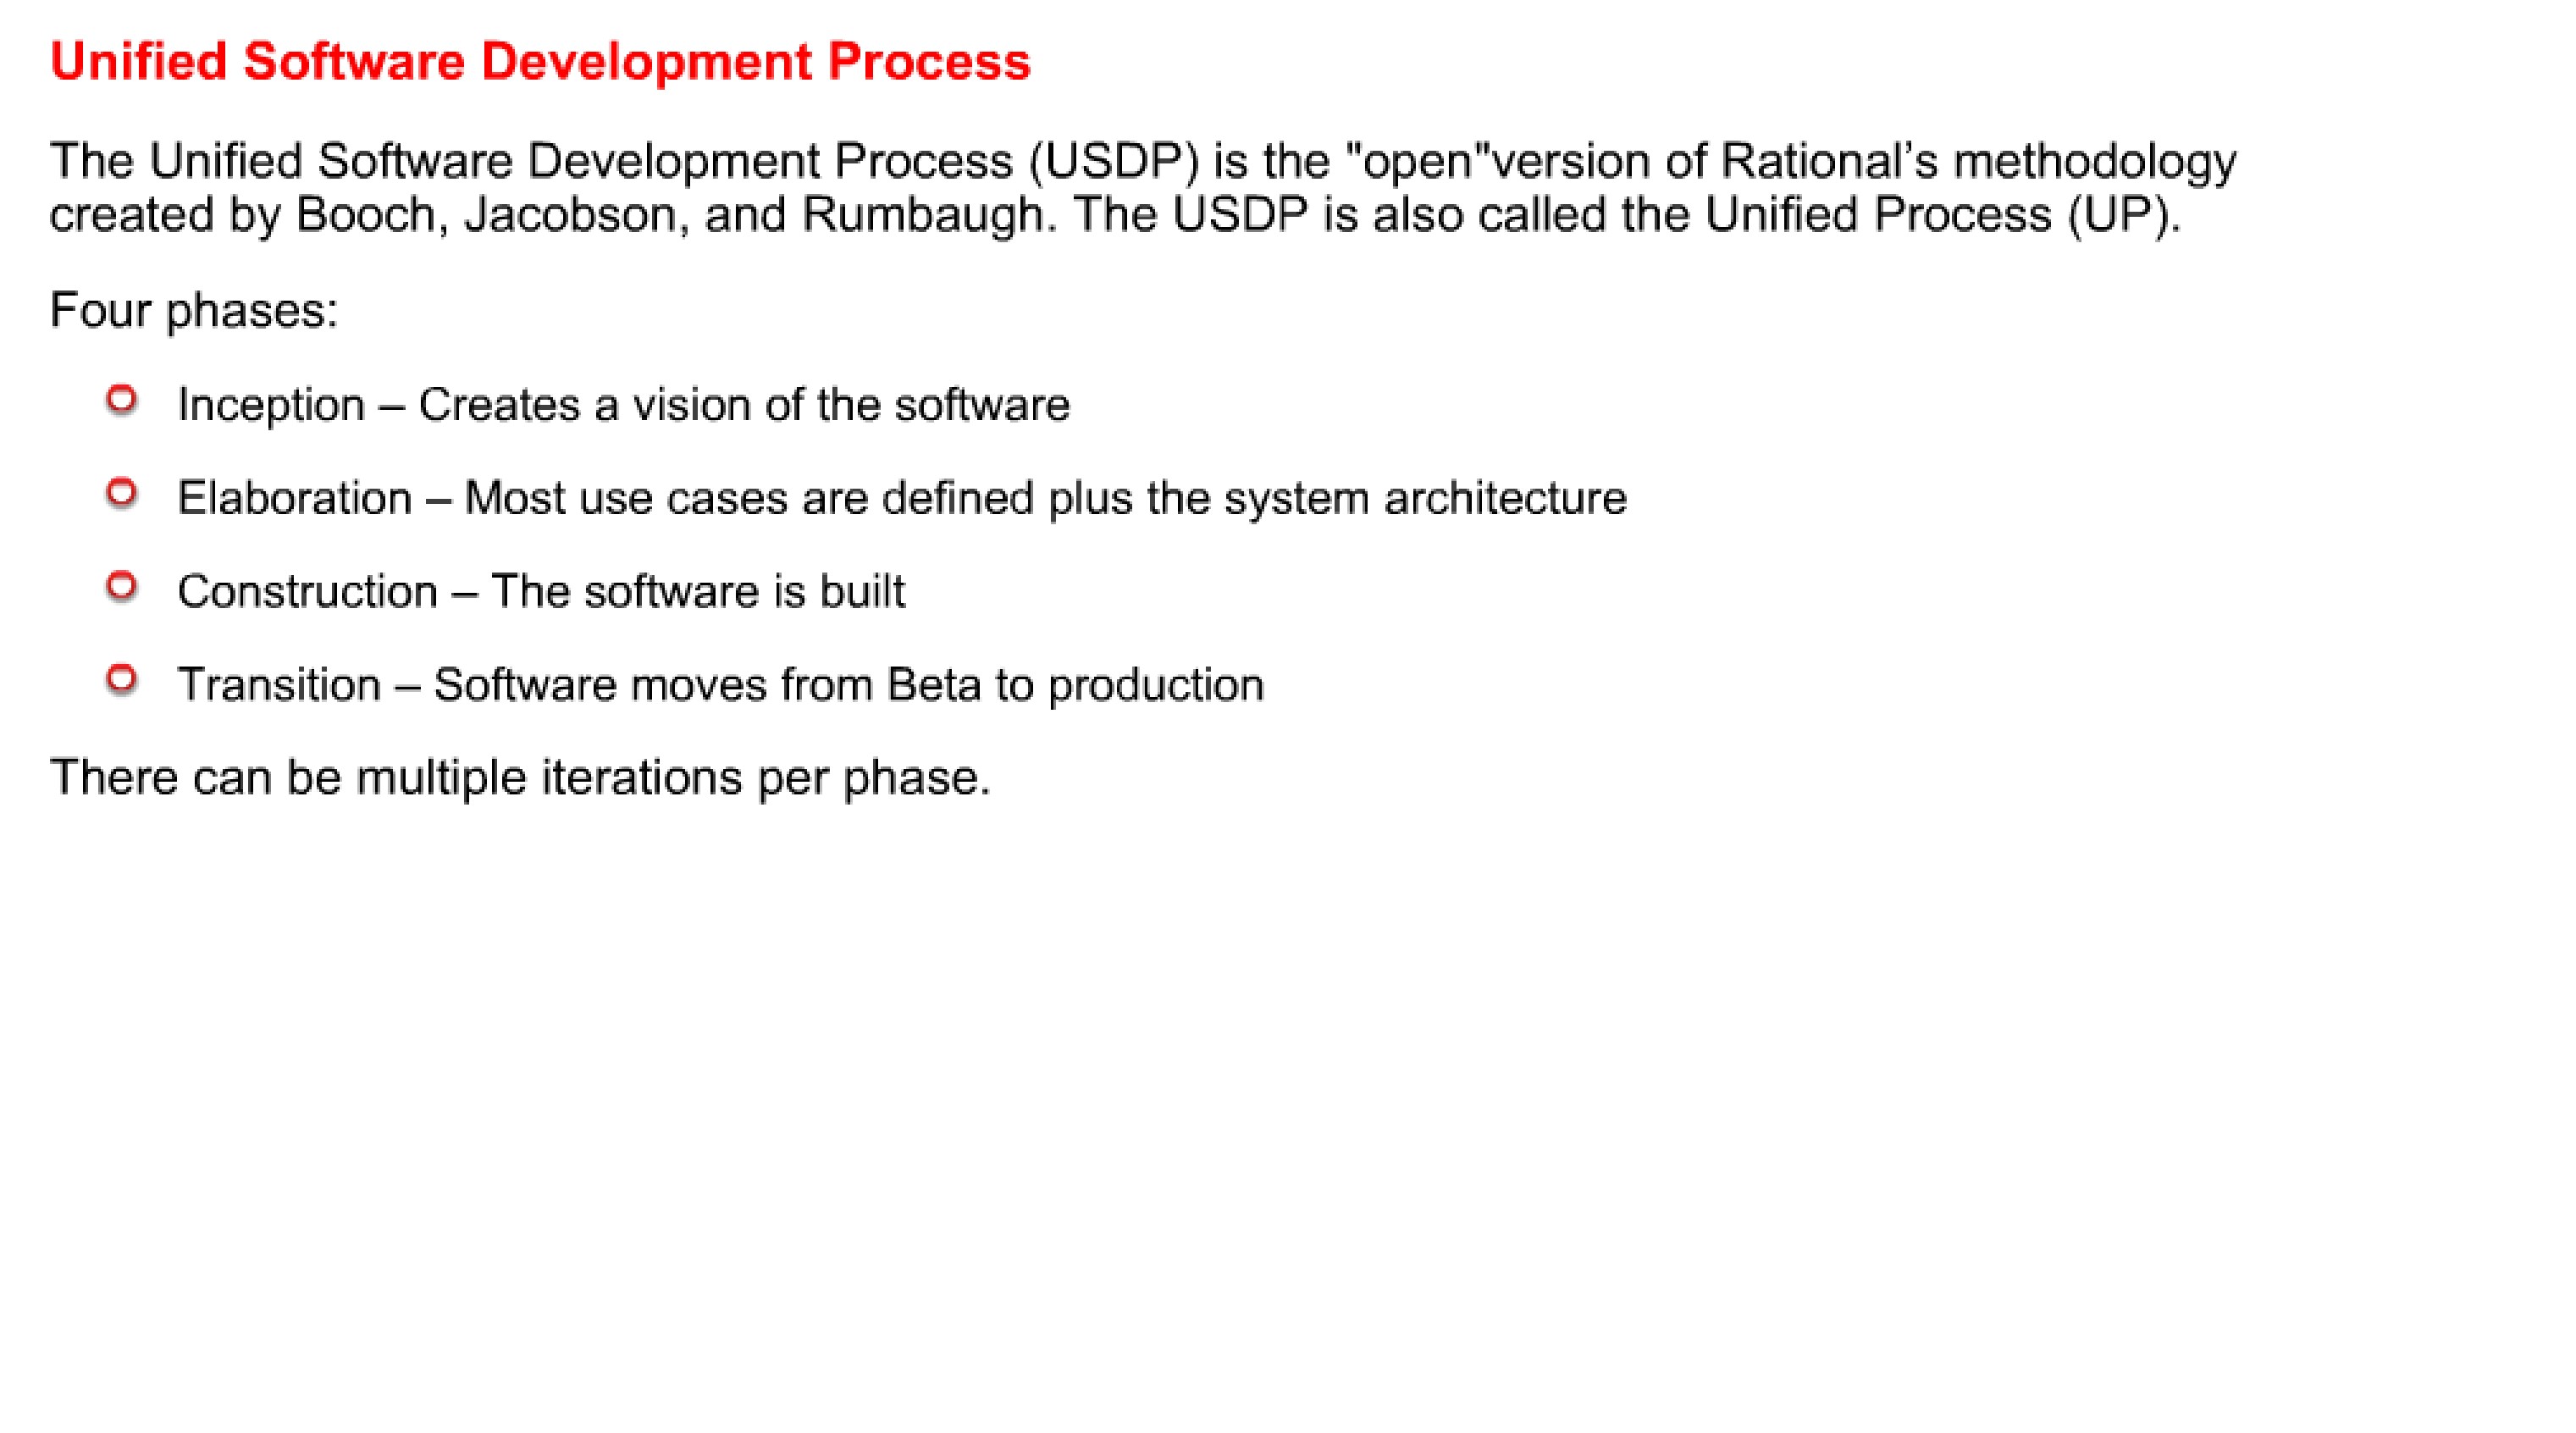 Unified Software Development Process
The Unified Software Development Process (USDP) is the "open"version of Rational’s methodology
created by Booch, Jacobson, and Rumbaugh. The USDP is also called the Unified Process (UP).
Four phases:
Inception – Creates a vision of the software
Elaboration – Most use cases are defined plus the system architecture
Construction – The software is built
Transition – Software moves from Beta to production
There can be multiple iterations per phase.